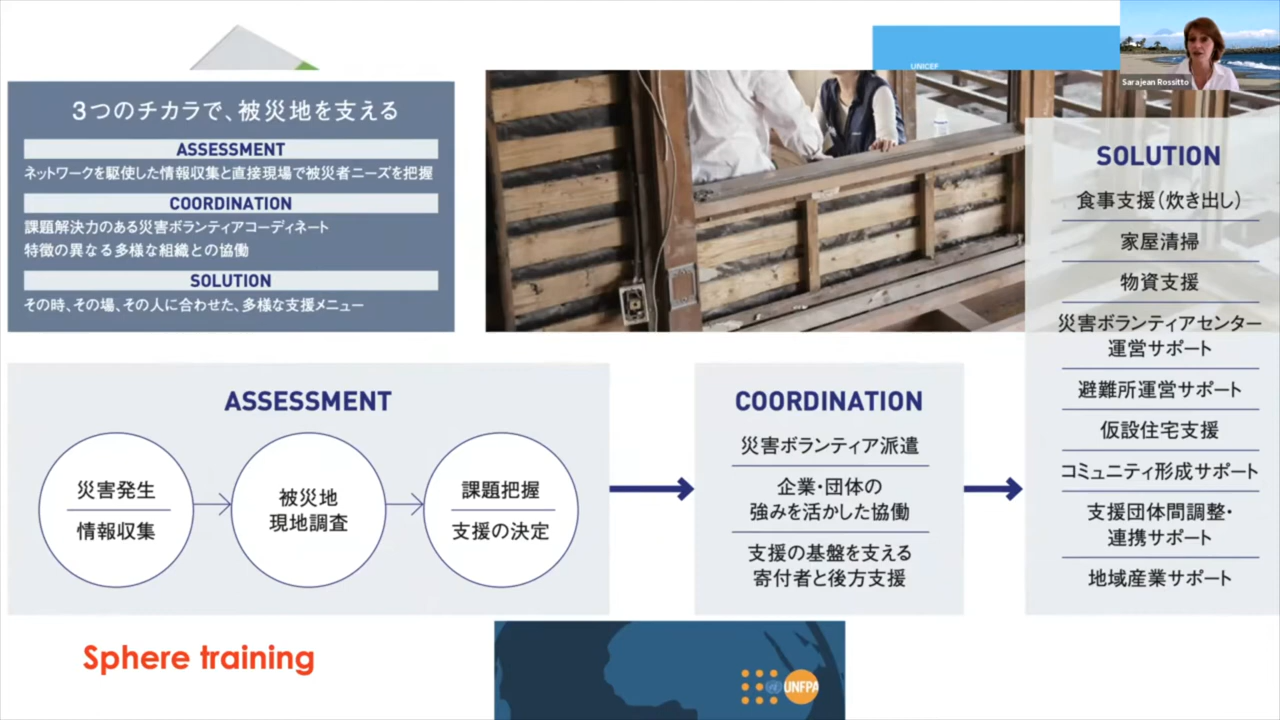 UNICEF
Sarajean Rossitto
3つのチカラで、被災地を支える
ASSESSMENT
ネットワークを駆使した情報収集と直接現場で被災者ニーズを把握
COORDINATION
課題解決力のある災害ボランティアコーディネート
特徴の異なる多様な組織との協働
SOLUTION
その時、その場、その人に合わせた、多様な支援メニュー
ASSESSMENT
災害発生
情報収集
被災地
現地調査
課題把握
支援の決定
COORDINATION
災害ボランティア派遣
企業・団体の
強みを活かした協働
支援の基盤を支える
寄付者と後方支援
SOLUTION
食事支援(炊き出し)
家屋清掃
物資支援
災害ボランティアセンター
運営サポート
避難所運営サポート
仮設住宅支援
コミュニティ形成サポート
支援団体間調整・
連携サポート
地域産業サポート
Sphere training
UNFPA